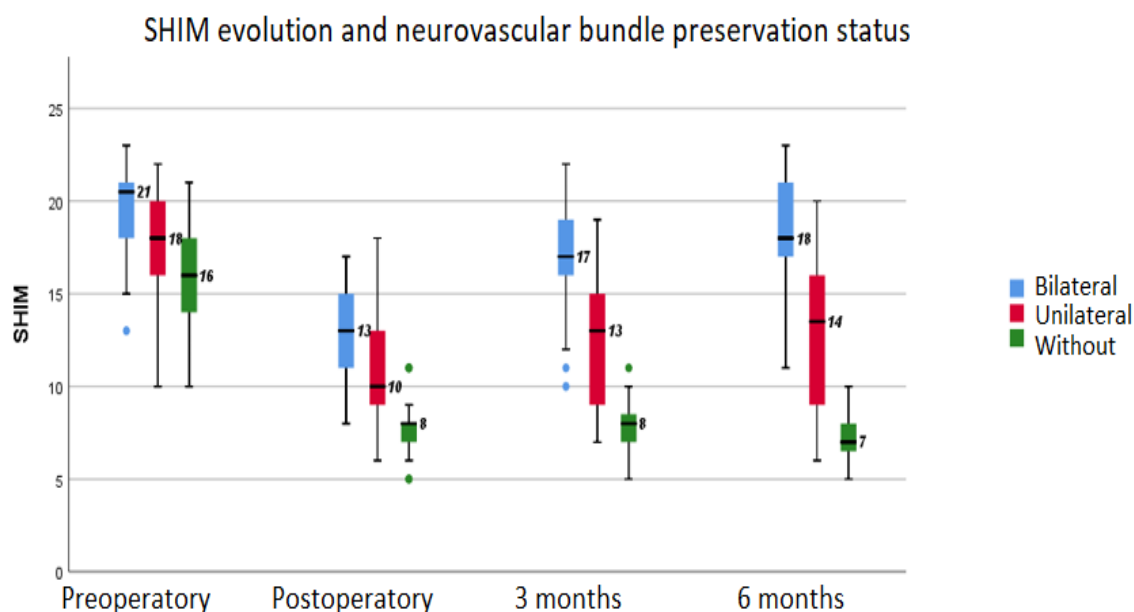 SHIM evolution and neurovascular bundle preservation status
25
20
15
10
5
0
SHIM
21
18
16
13
10
8
17
13
8
18
14
7
Preoperatory
Postoperatory
3 months
6 months
Bilateral
Unilateral
Without